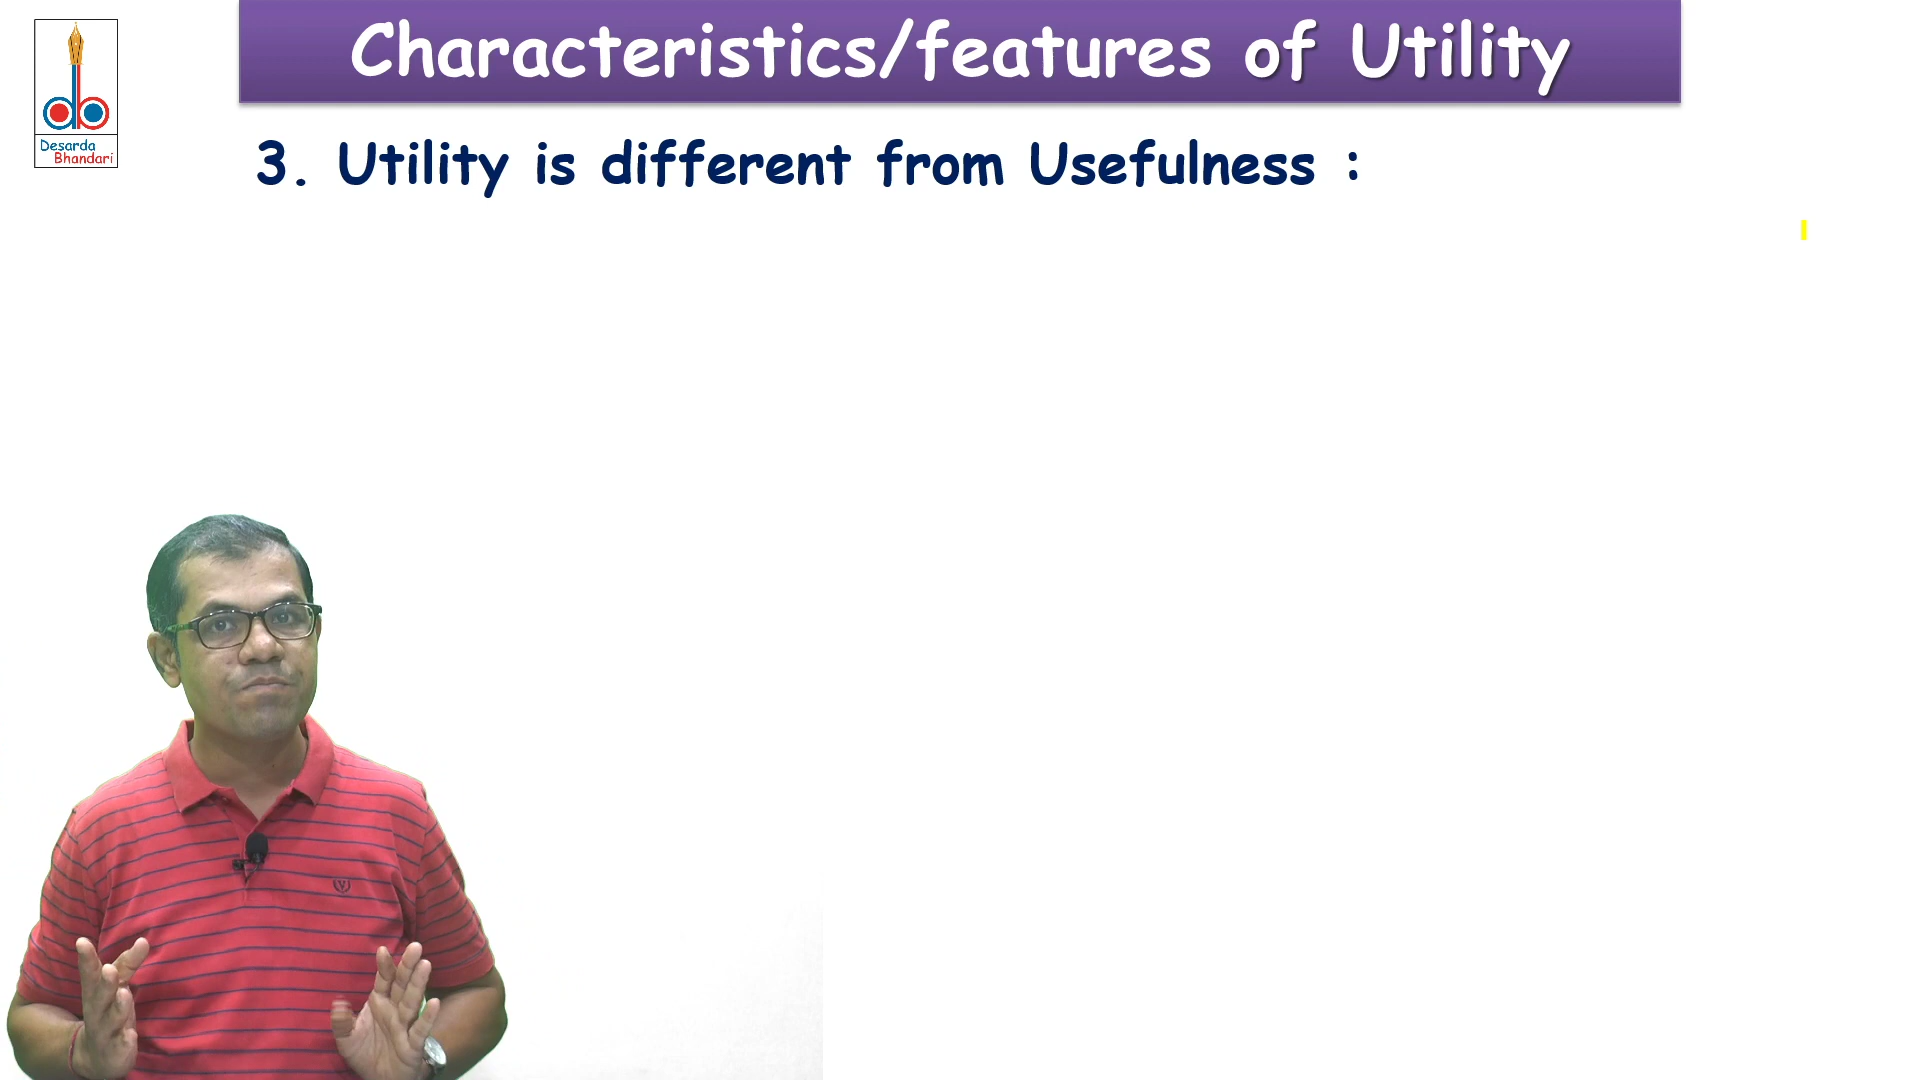 Characteristics/features of Utility
Desarda
Bhandari
3. Utility is different from Usefulness :